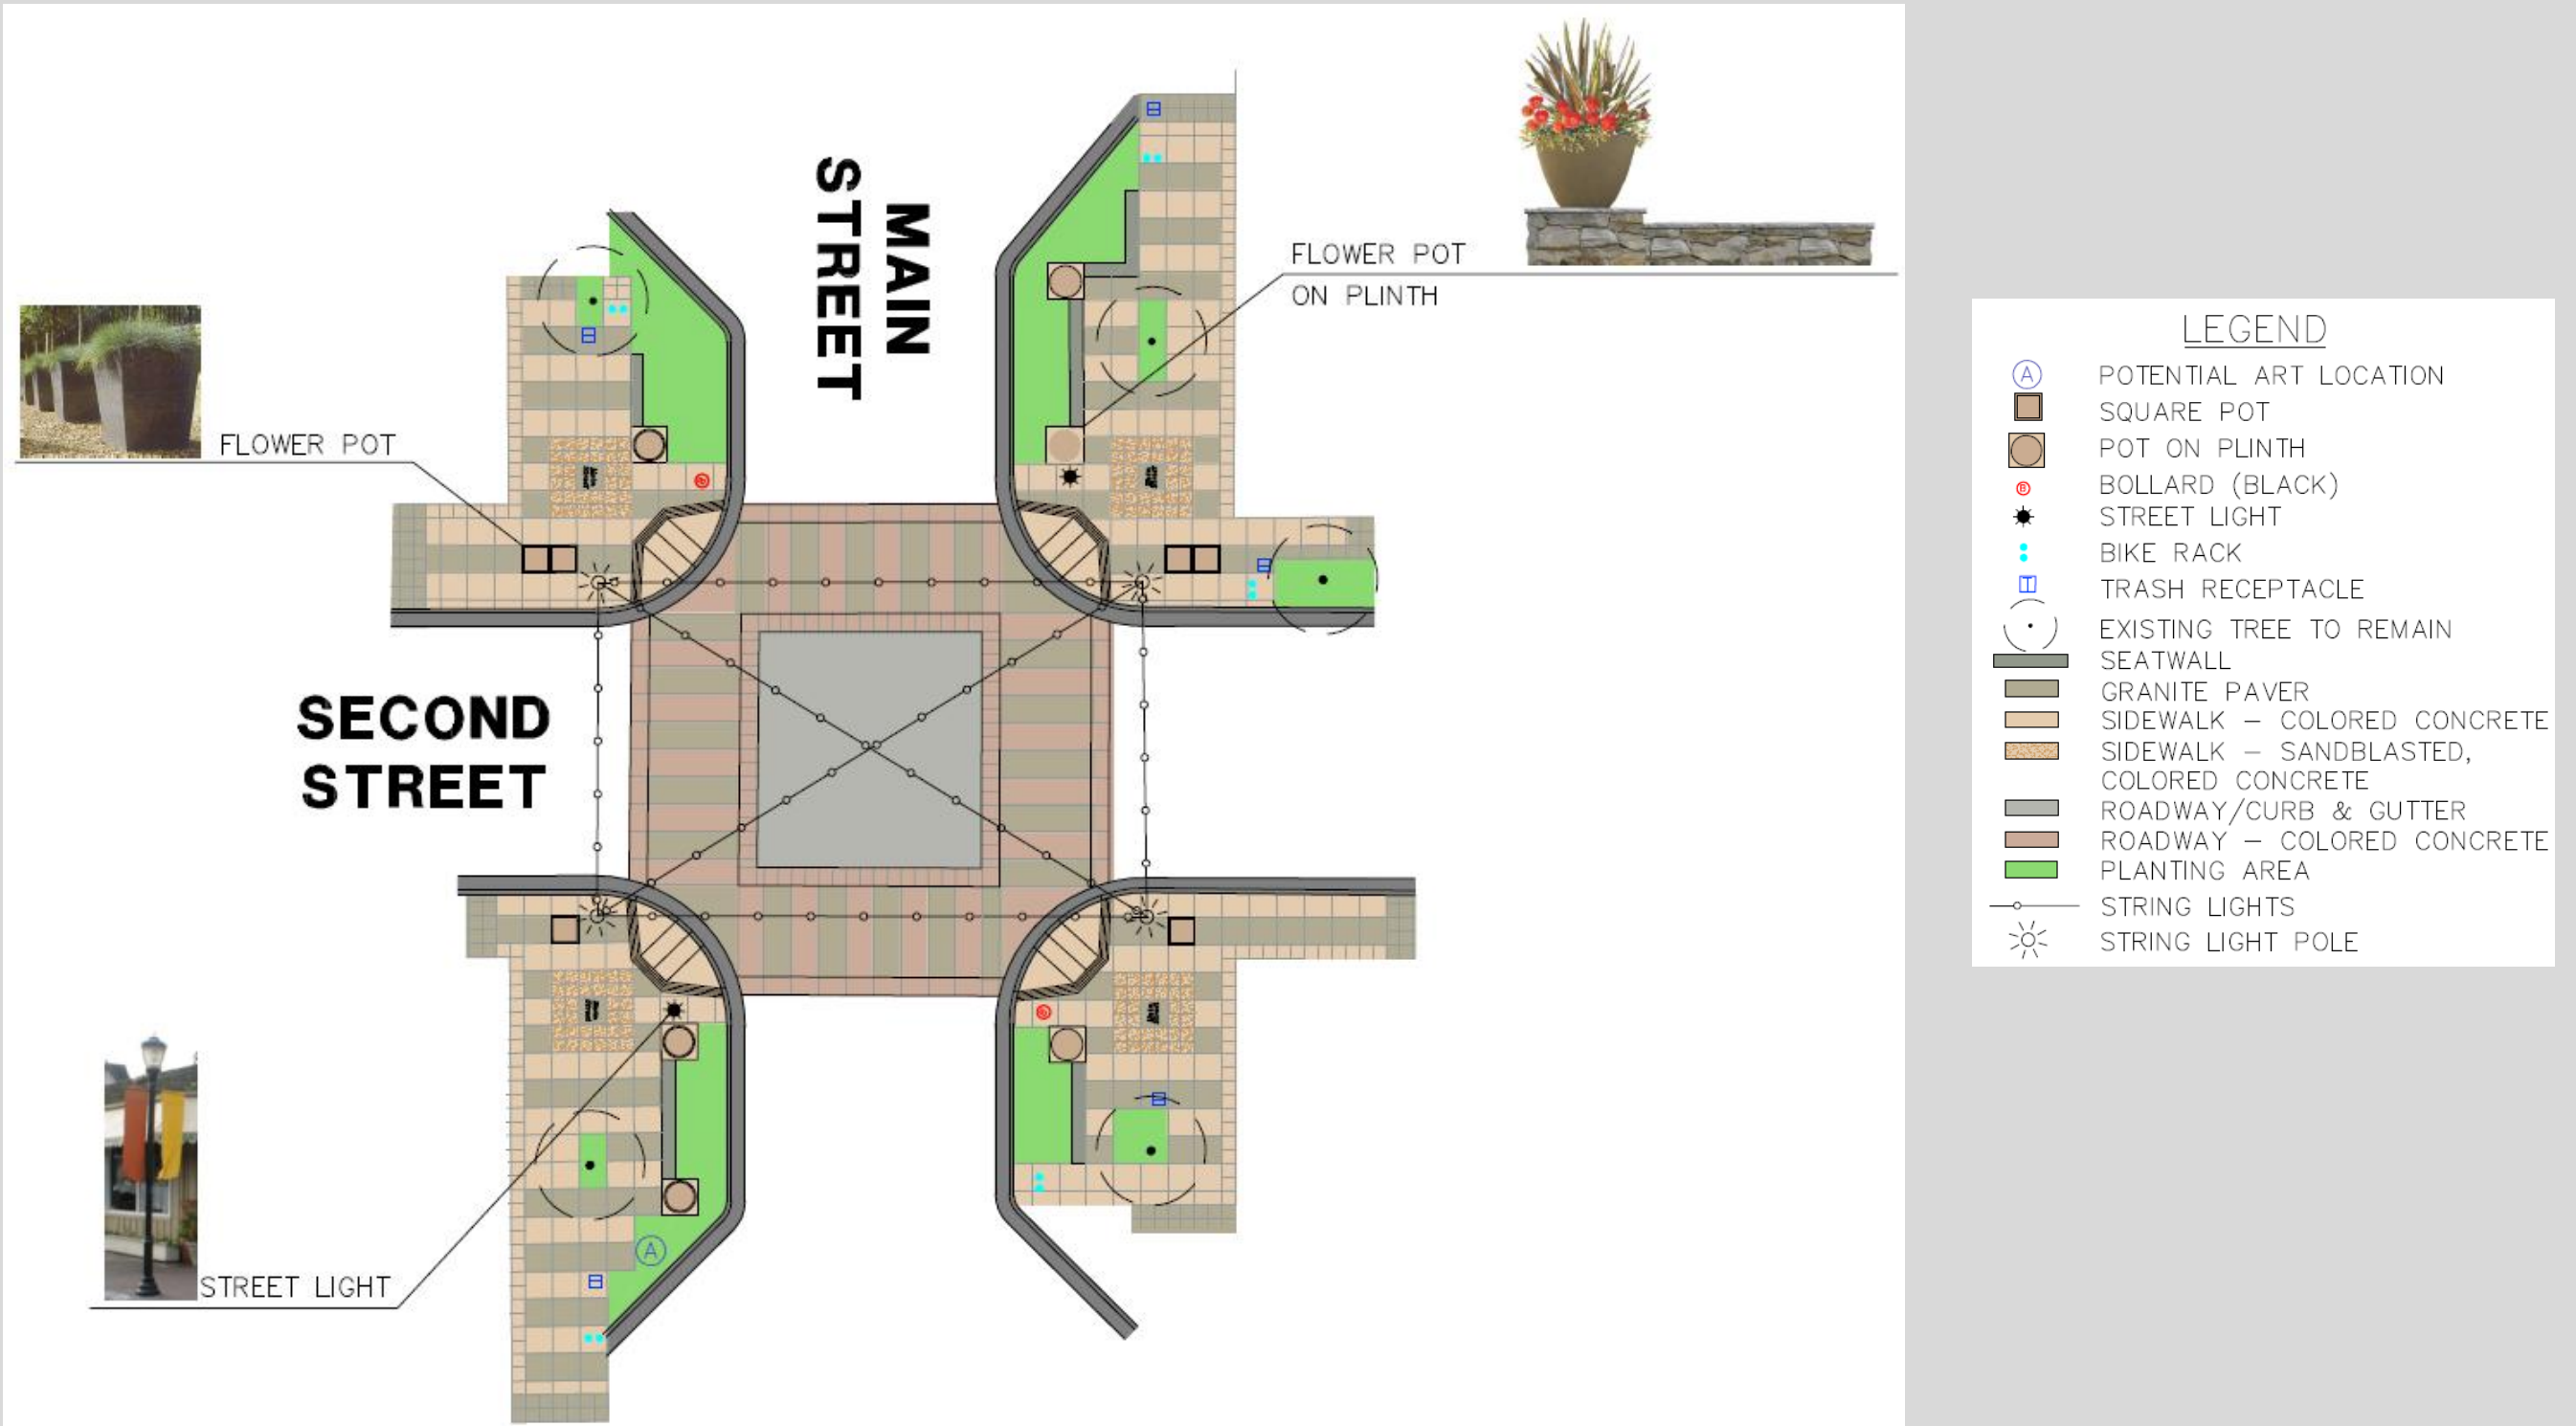 MAIN
STREET
FLOWER POT
ON PLINTH
FLOWER POT
SECOND
STREET
A
STREET LIGHT
LEGEND
A POTENTIAL ART LOCATION
SQUARE POT
POT ON PLINTH
B BOLLARD (BLACK)
STREET LIGHT
BIKE RACK
T TRASH RECEPTACLE
EXISTING TREE TO REMAIN
SEATWALL
GRANITE PAVER
SIDEWALK – COLORED CONCRETE
SIDEWALK – SANDBLASTED,
COLORED CONCRETE
ROADWAY/CURB & GUTTER
ROADWAY – COLORED CONCRETE
PLANTING AREA
STRING LIGHTS
STRING LIGHT POLE